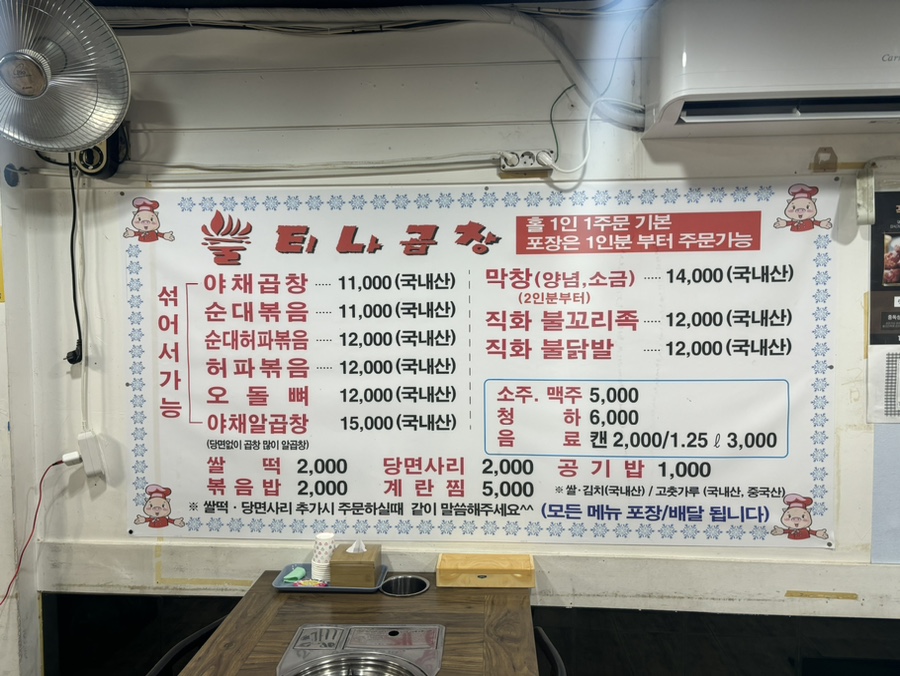 Carr
불 티 나 곱 창
홀 1인 1주문 기본
포장은 1인분 부터 주문가능
섞어서가능
야채곱창 ····· 11,000 (국내산)
순대볶음 ····· 11,000 (국내산)
순대허파볶음 ····· 12,000 (국내산)
허파볶음 ····· 12,000 (국내산)
오 돌 뼈 12,000 (국내산)
야채알곱창 15,000 (국내산)
(당면없이 곱창 많이 알곱창)
막창 (양념,소금) ···· 14,000 (국내산)
(2인분부터)
직화 불꼬리족 ···· 12,000 (국내산)
직화 불닭발 ···· 12,000 (국내산)
소주. 맥주 5,000
청 하 6,000
음 료 캔 2,000/1.25 ℓ 3,000
쌀 떡 2,000 당면사리 2,000 공 기 밥 1,000
볶음밥 2,000 계 란 찜 5,000 ※ 쌀·김치(국내산) / 고춧가루 (국내산, 중국산)
※ 쌀떡 · 당면사리 추가시 주문하실때 같이 말씀해주세요^^ (모든 메뉴 포장/배달 됩니다)